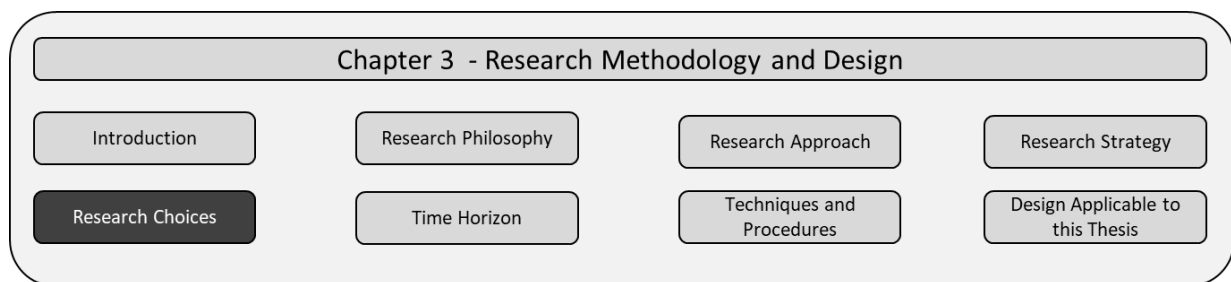 Chapter 3 - Research Methodology and Design
Introduction
Research Philosophy
Research Approach
Research Strategy
Research Choices
Time Horizon
Techniques and
Procedures
Design Applicable to
this Thesis